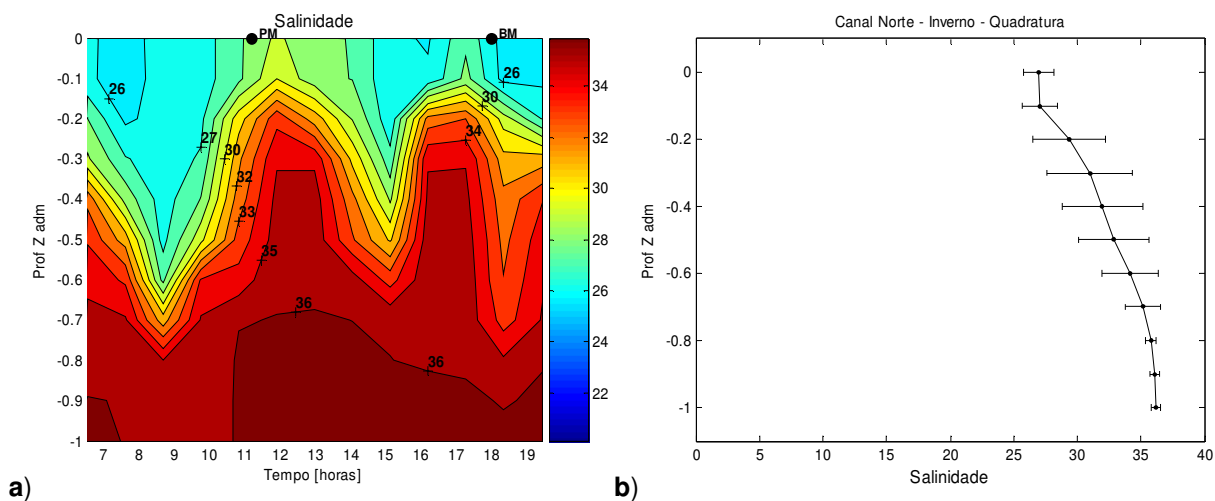 Salinidade
PM
BM
0
-0.1
-0.2
-0.3
-0.4
-0.5
-0.6
-0.7
-0.8
-0.9
-1
26
27
30
32
33
35
36
36
26
30
34
7 8 9 10 11 12 13 14 15 16 17 18 19
Prof Z adm
Tempo [horas]
34
32
30
28
26
24
22
a)
Canal Norte - Inverno - Quadratura
0
-0.2
-0.4
-0.6
-0.8
-1
Prof Z adm
0 5 10 15 20 25 30 35 40
Salinidade
b)